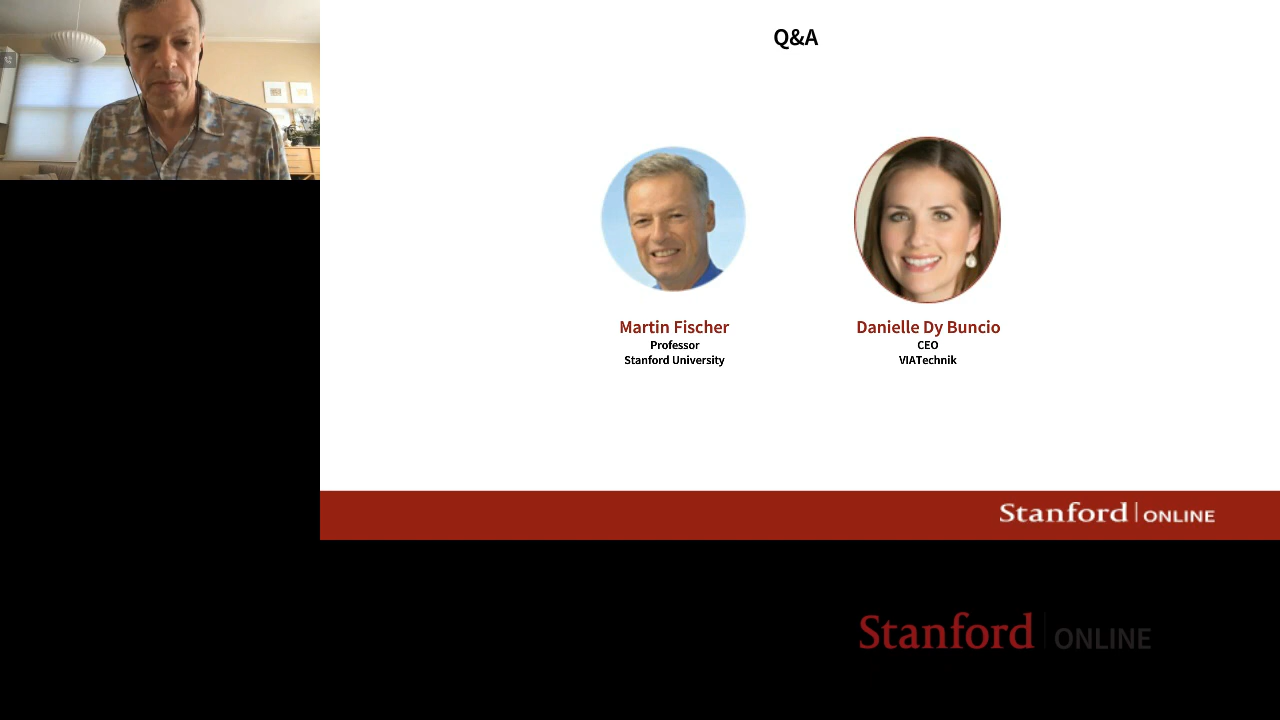 Q&A
Martin Fischer
Professor
Stanford University
Danielle Dy Buncio
CEO
VIATechnik
Stanford | ONLINE
Stanford | ONLINE